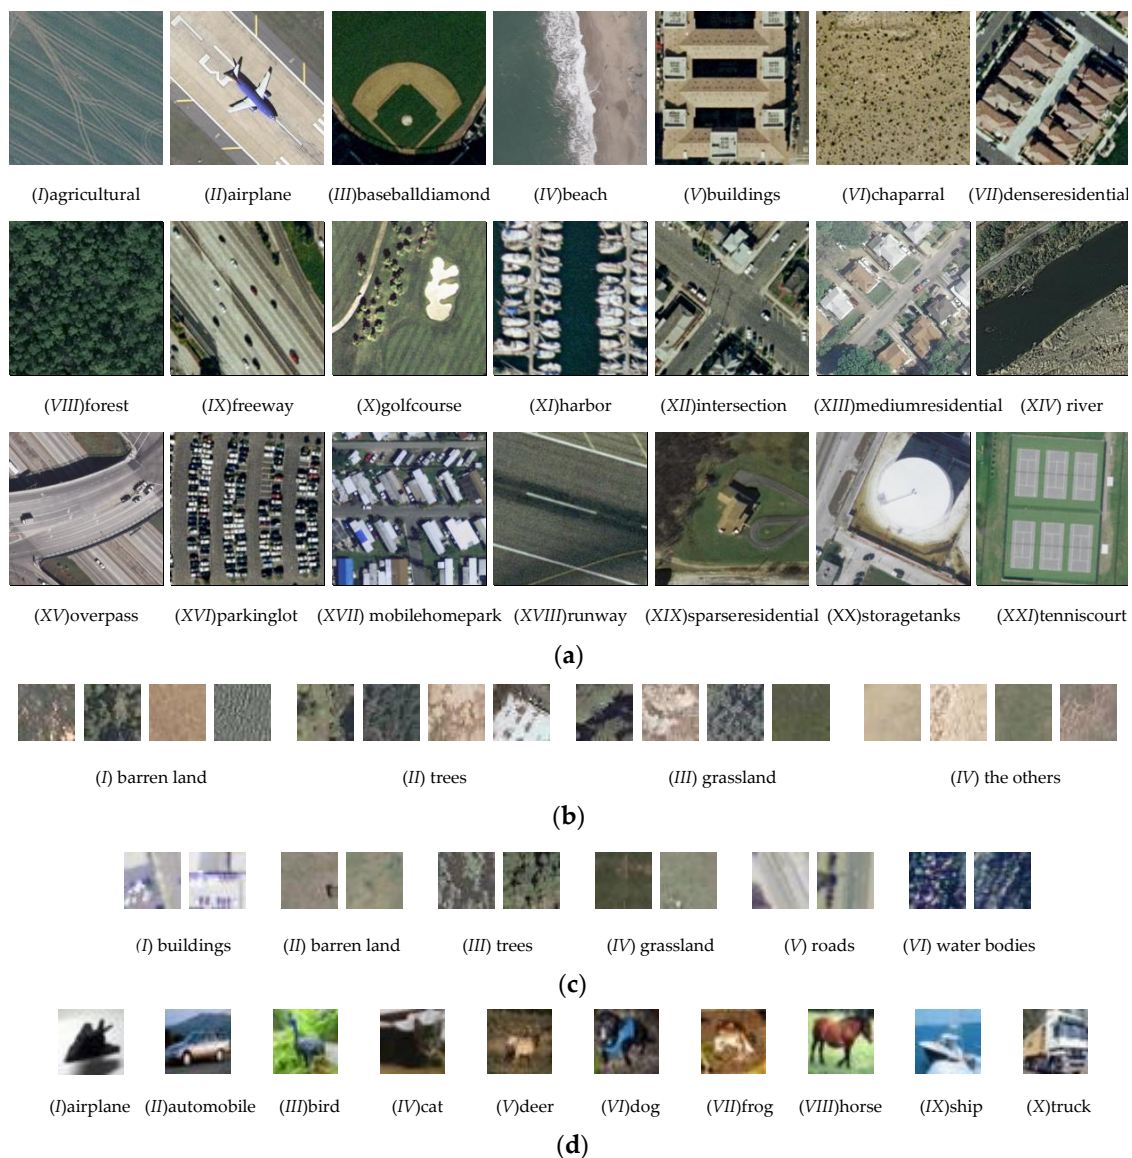 (I)agricultural (II)airplane (III)baseballdiamond (IV)beach (V)buildings (VI)chaparral (VII)denseresidential
(VIII)forest (IX)freeway (X)golfcourse (XI)harbor (XII)intersection (XIII)mediumresidential (XIV) river
(XV)overpass (XVI)parkinglot (XVII) mobilehomepark (XVIII)runway (XIX)sparseresidential (XX)storagetanks (XXI)tenniscourt
(a)
(I) barren land (II) trees (III) grassland (IV) the others
(b)
(I) buildings (II) barren land (III) trees (IV) grassland (V) roads (VI) water bodies
(c)
(I)airplane (II)automobile (III)bird (IV)cat (V)deer (VI)dog (VII)frog (VIII)horse (IX)ship (X)truck
(d)